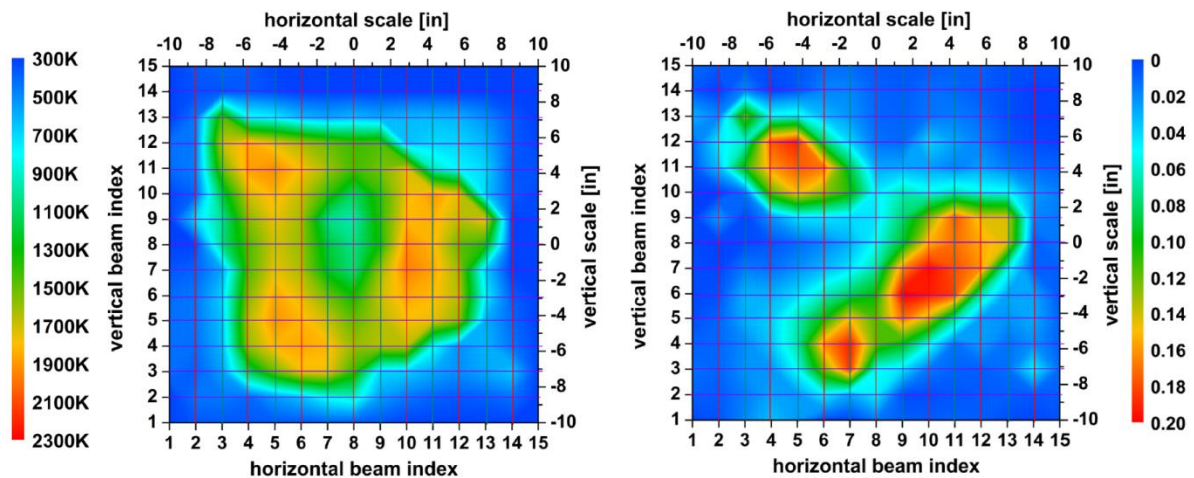 horizontal scale [in]
-10 -8 -6 -4 -2 0 2 4 6 8 10
300K
500K
700K
900K
1100K
1300K
1500K
1700K
1900K
2100K
2300K
vertical beam index
15
14
13
12
11
10
9
8
7
6
5
4
3
2
1
10
8
6
4
2
0
-2
-4
-6
-8
-10
vertical scale [in]
1 2 3 4 5 6 7 8 9 10 11 12 13 14 15
horizontal beam index
horizontal scale [in]
-10 -8 -6 -4 -2 0 2 4 6 8 10
vertical beam index
15
14
13
12
11
10
9
8
7
6
5
4
3
2
1
10
8
6
4
2
0
-2
-4
-6
-8
-10
vertical scale [in]
1 2 3 4 5 6 7 8 9 10 11 12 13 14 15
horizontal beam index
0
0.02
0.04
0.06
0.08
0.10
0.12
0.14
0.16
0.18
0.20